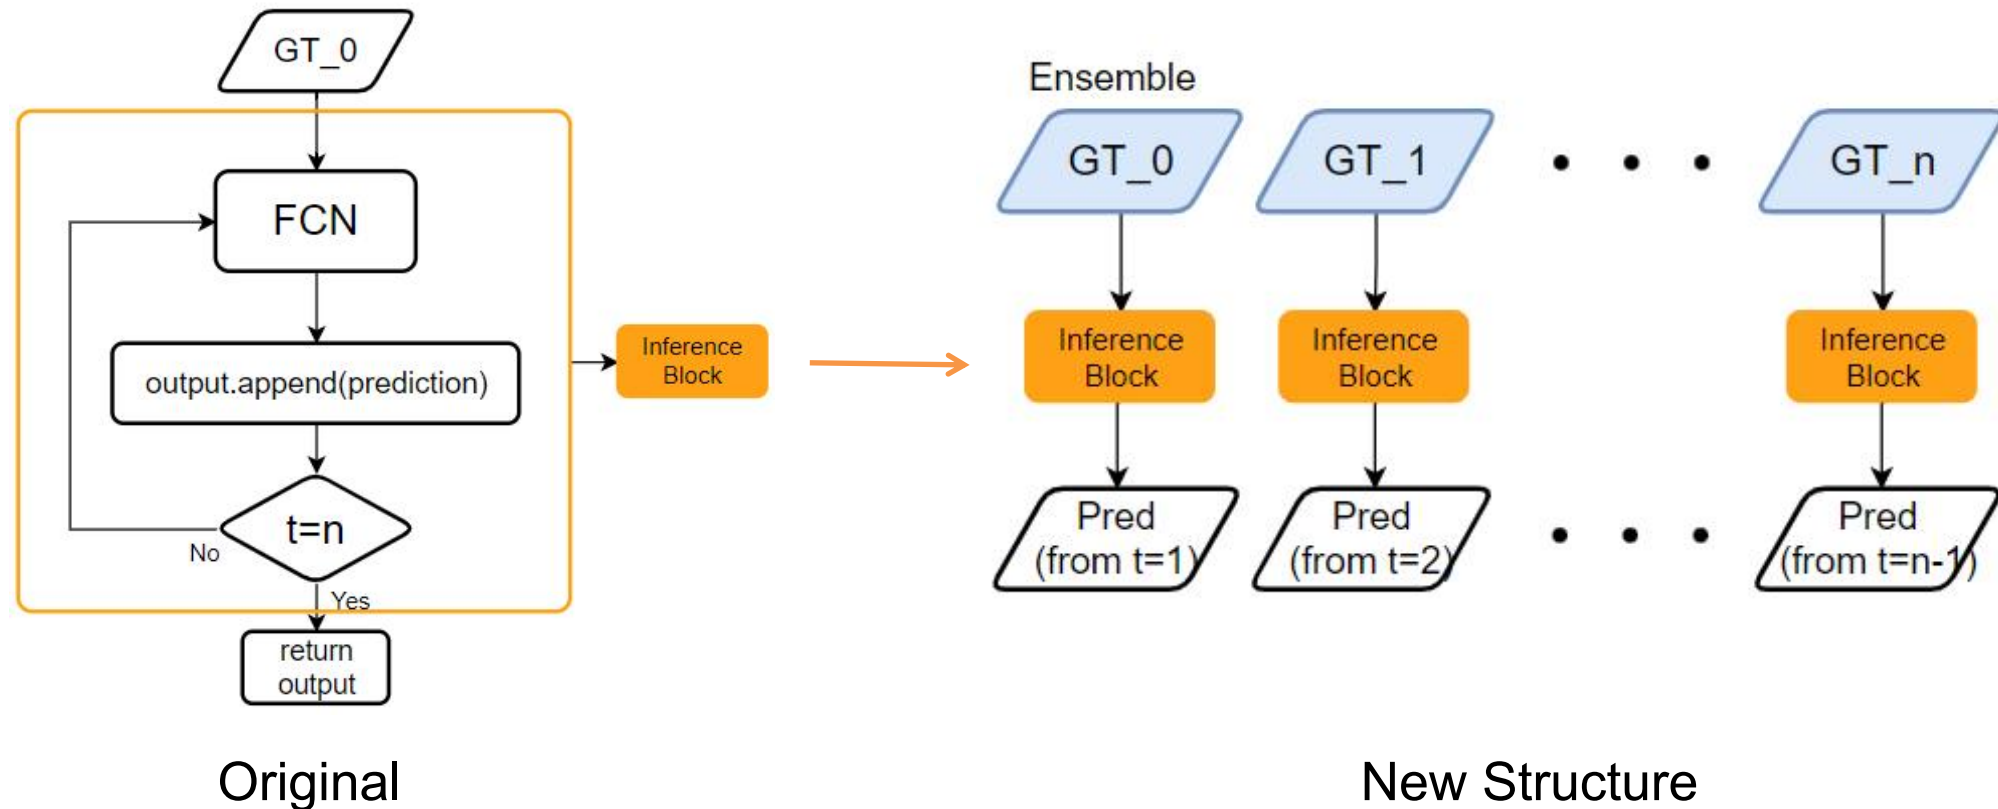 GT_0
FCN
output.append(prediction)
t=n
No
Yes
return
output
Inference
Block
Original
Ensemble
GT_0
GT_1
GT_n
Inference
Block
Inference
Block
Inference
Block
Pred
(from t=1)
Pred
(from t=2)
Pred
(from t=n-1)
New Structure